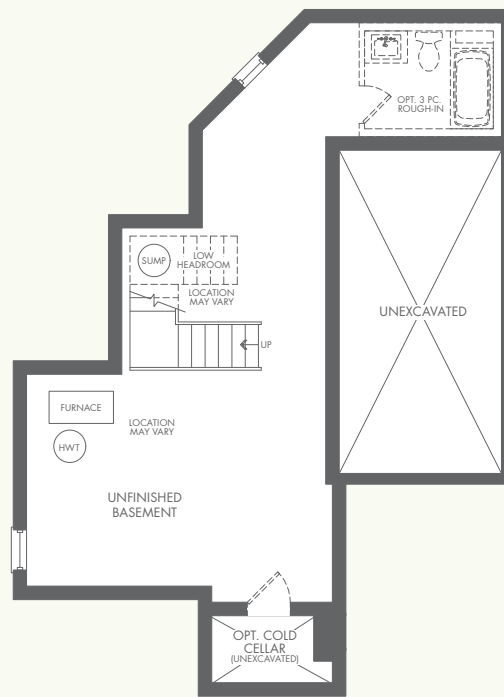 OPT. 3 PC.
ROUGH-IN
SUMP
LOW
HEADROOM
LOCATION
MAY VARY
UNEXCAVATED
UP
FURNACE
LOCATION
MAY VARY
HWT
UNFINISHED
BASEMENT
OPT. COLD
CELLAR
(UNEXCAVATED)